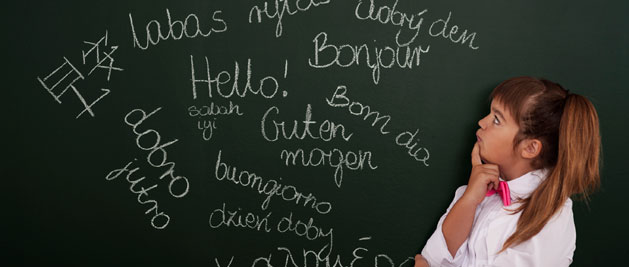 labas rytas
dobrý den
早安
Bonjour
Hello!
sabah
iyi
Bom dia
Guten
morgen
dobro
jutro
buongiorno
dzień doby